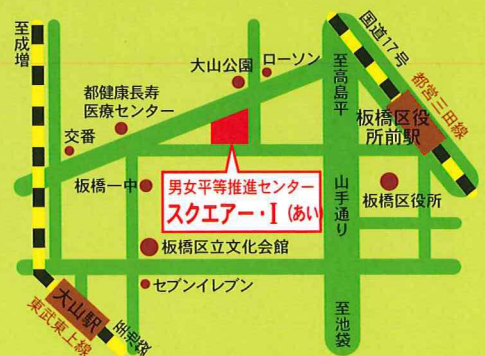 至成増
国道17号
都営三田線
ローソン
大山公園
至高島平
都健康長寿
医療センター
交番
板橋区役
所前駅
板橋一中
男女平等推進センター
スクエアー・I (あい)
山手通り
板橋区役所
板橋区立文化会館
セブンイレブン
大山駅
東武東上線
至池袋
至池袋